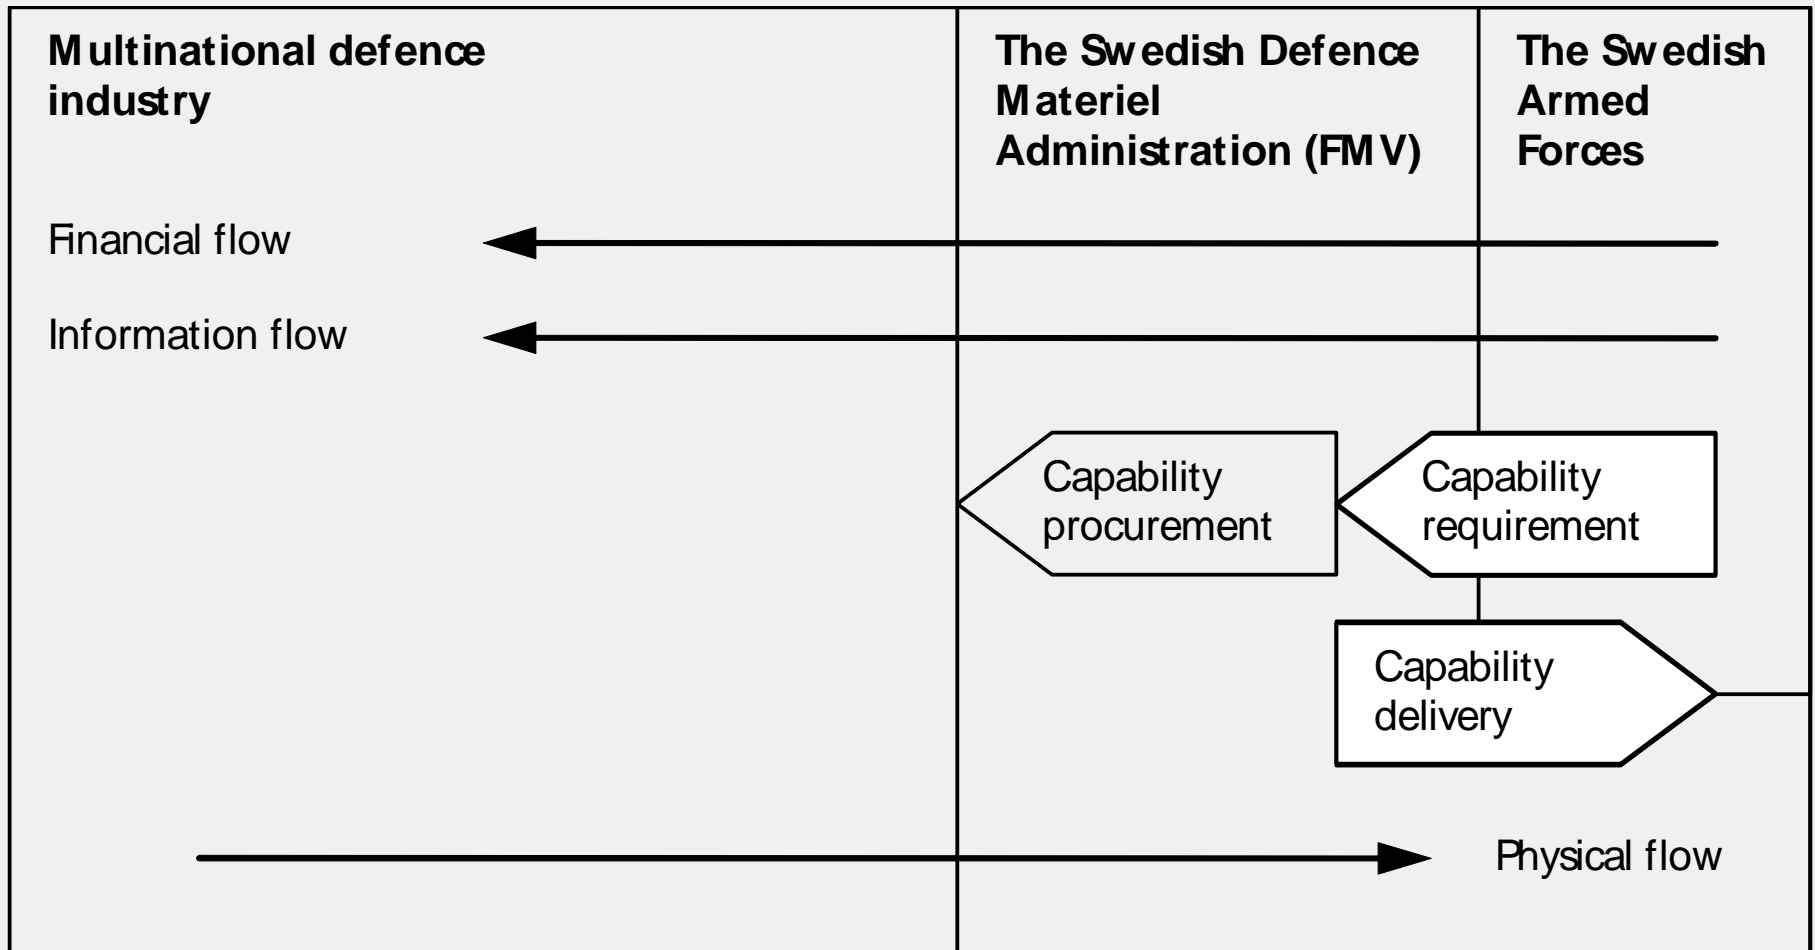 Multinational defence
industry
The Swedish Defence
Materiel
Administration (FMV)
The Swedish
Armed
Forces
Financial flow
Information flow
Capability
procurement
Capability
requirement
Capability
delivery
Physical flow